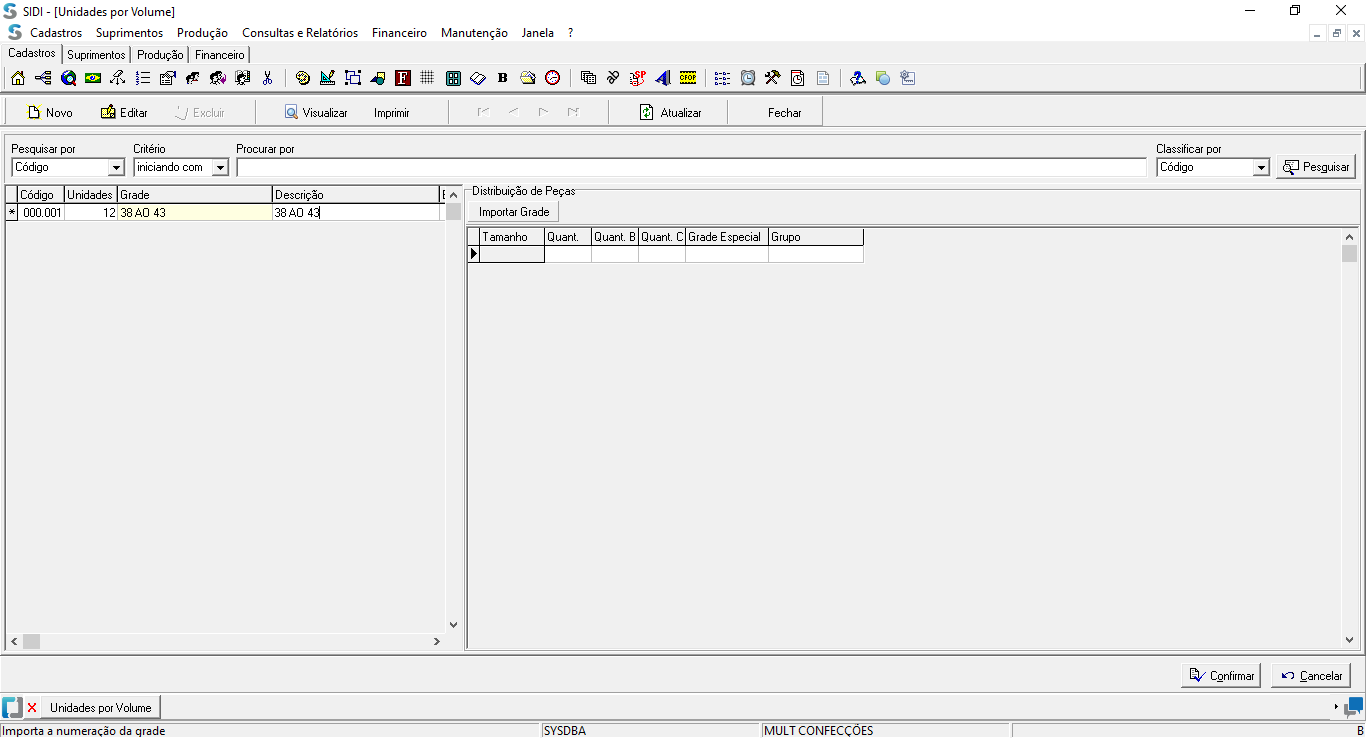 SIDI - [Unidades por Volume]
Cadastros Suprimentos Produção Consultas e Relatórios Financeiro Manutenção Janela ?
Cadastros Suprimentos Produção Financeiro
F B SP CFOP
Novo Editar Excluir Visualizar Imprimir Atualizar Fechar
Pesquisar por Critério Procurar por Classificar por
Código iniciando com Código Pesquisar
Código Unidades Grade Descrição
* 000.001 12 38 AO 43 38 AO 43
Distribuição de Peças
Importar Grade
Tamanho Quant. Quant. B Quant. C Grade Especial Grupo
Confirmar Cancelar
Unidades por Volume
Importa a numeração da grade SYSDBA MULT CONFECÇÕES B